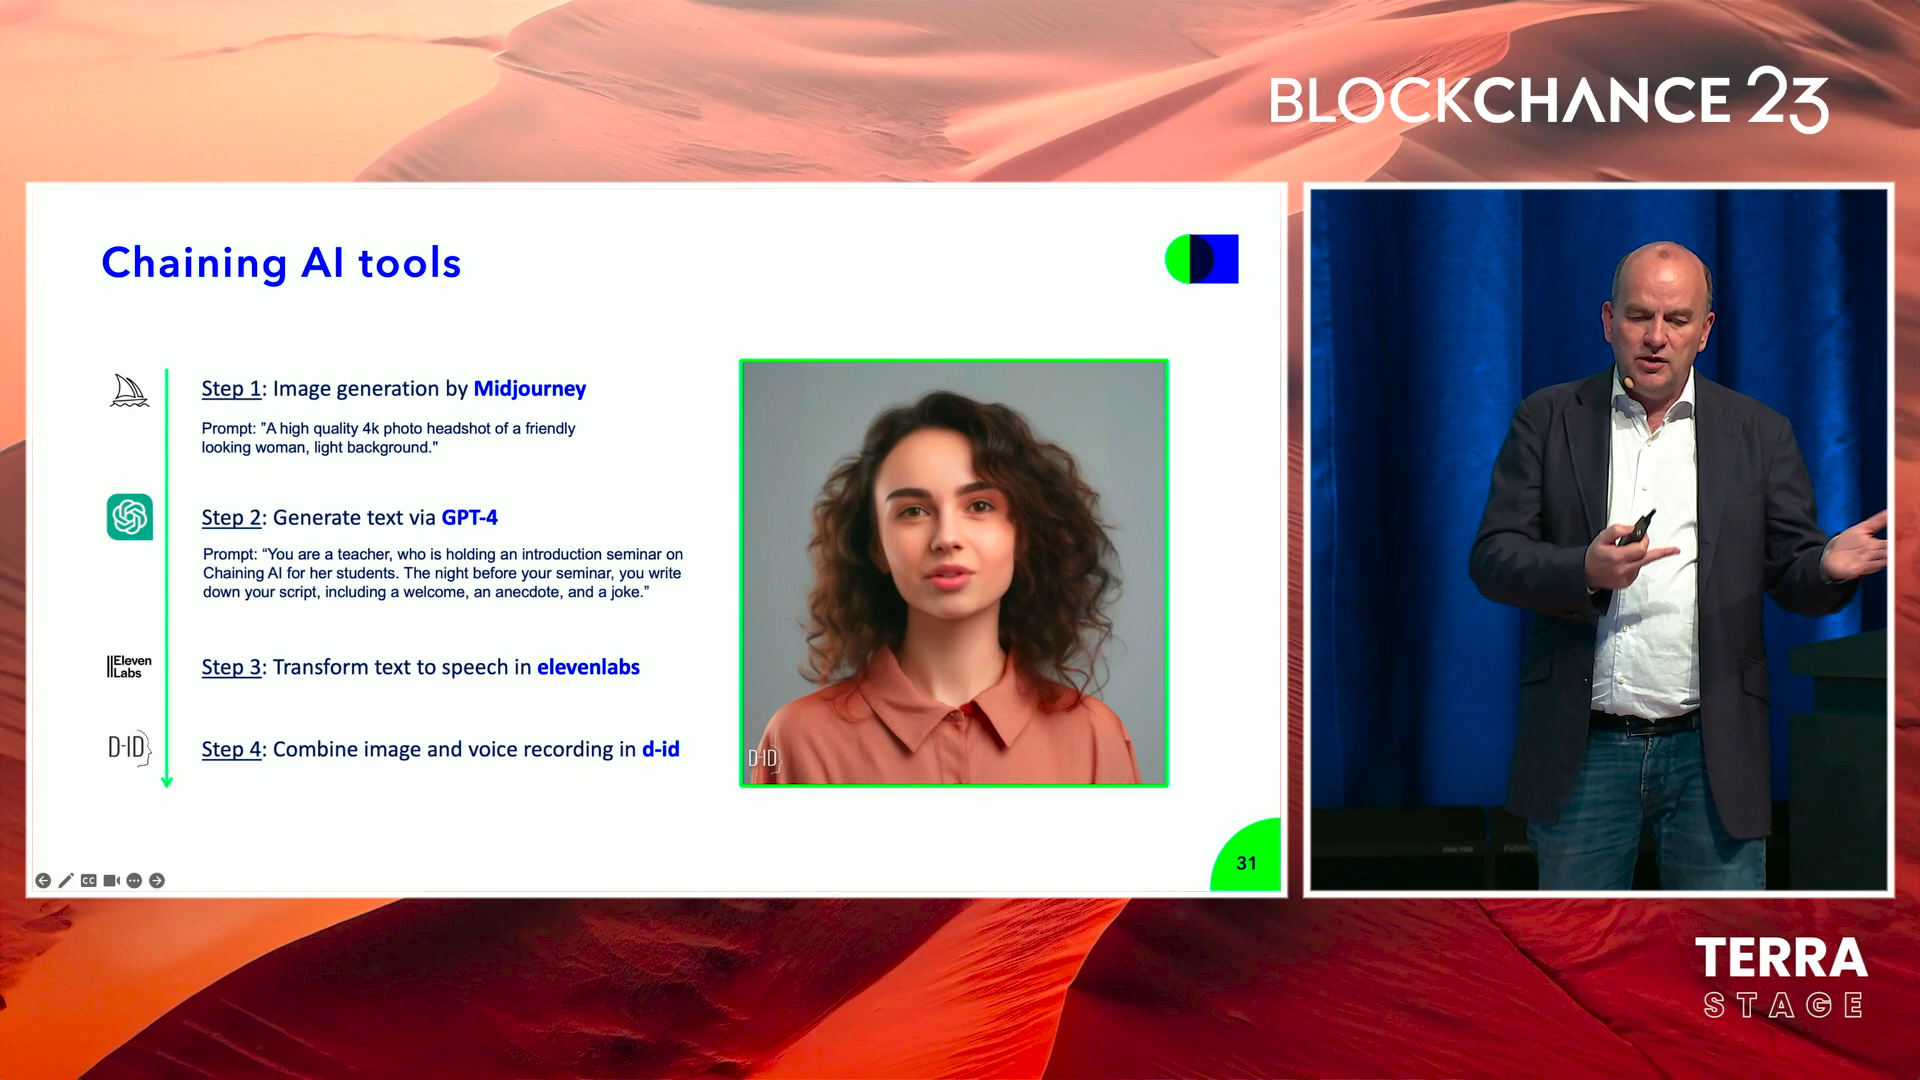 BLOCKCHANCE 23
Chaining AI tools
Step 1: Image generation by Midjourney
Prompt: "A high quality 4k photo headshot of a friendly
looking woman, light background."
Step 2: Generate text via GPT-4
Prompt: “You are a teacher, who is holding an introduction seminar on
Chaining AI for her students. The night before your seminar, you write
down your script, including a welcome, an anecdote, and a joke.”
Eleven
Labs
Step 3: Transform text to speech in elevenlabs
D-ID
Step 4: Combine image and voice recording in d-id
D-ID
31
CC
TERRA
STAGE